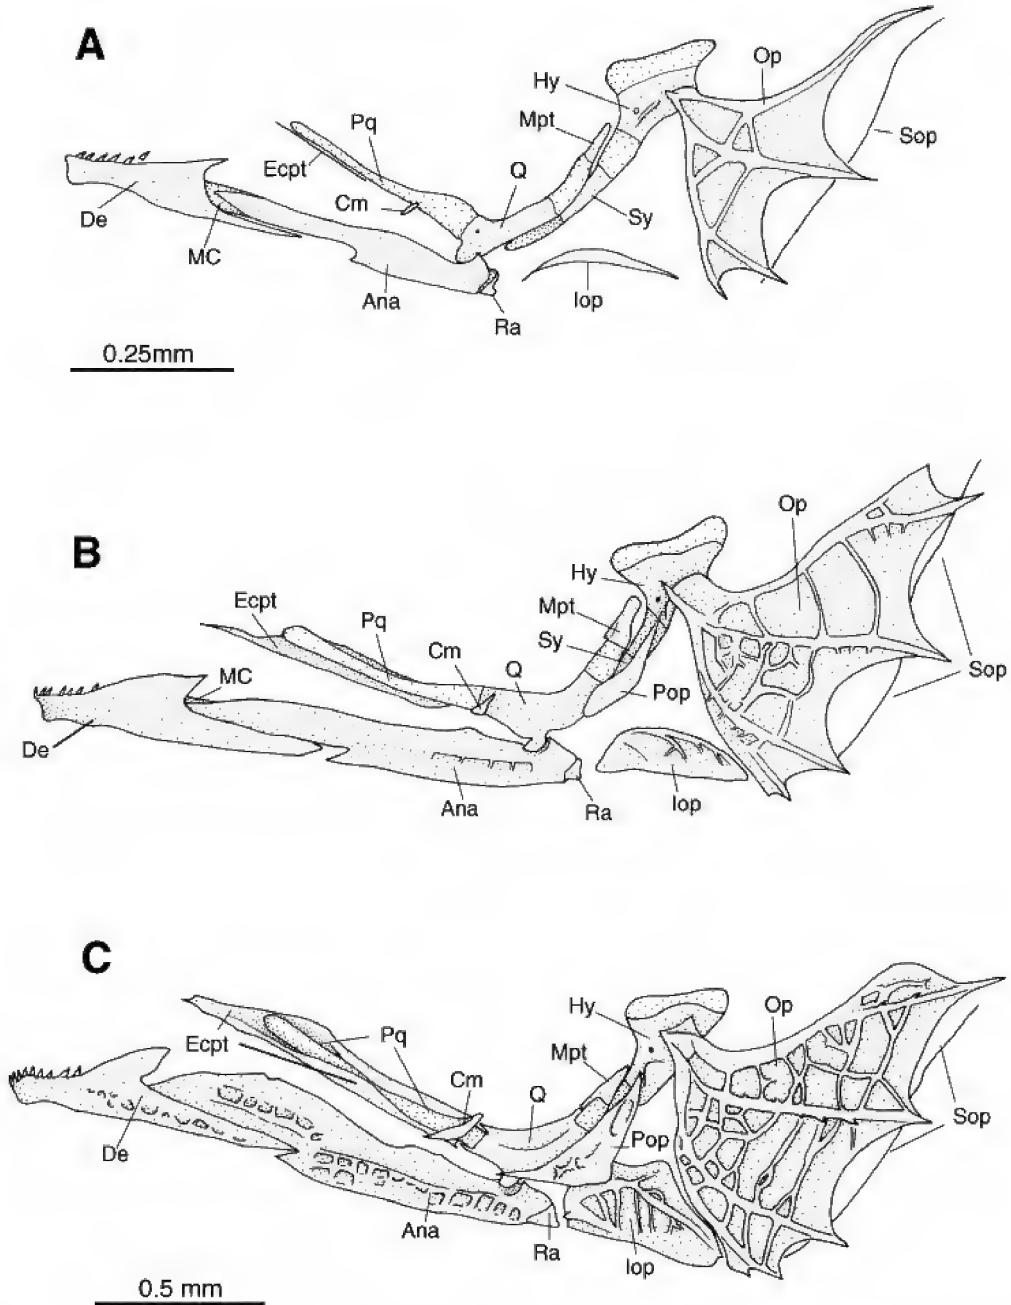 A
Op
Hy
Mpt
Sop
Pq
Ecpt
Q
Cm
Sy
De
MC
Ana
Iop
Ra
0.25mm
B
Op
Hy
Ecpt
Mpt
Pq
Sy
Cm
MC
Q
Pop
Sop
De
Ana
Ra
Iop
C
Hy
Op
Pq
Ecpt
Mpt
Cm
Q
Sop
Pop
De
Ana
Ra
Iop
0.5 mm